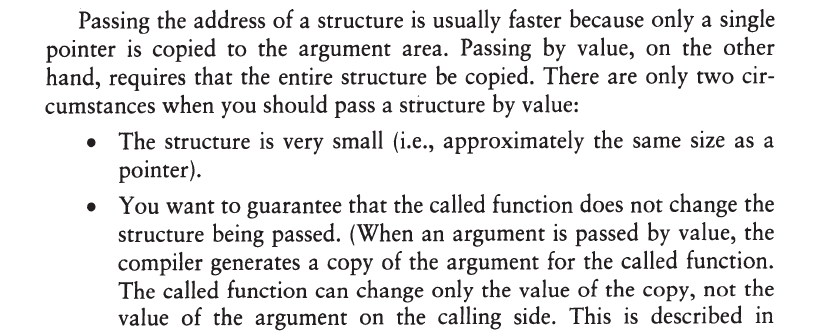 Passing the address of a structure is usually faster because only a single
pointer is copied to the argument area. Passing by value, on the other
hand, requires that the entire structure be copied. There are only two cir-
cumstances when you should pass a structure by value:
• The structure is very small (i.e., approximately the same size as a
pointer).
• You want to guarantee that the called function does not change the
structure being passed. (When an argument is passed by value, the
compiler generates a copy of the argument for the called function.
The called function can change only the value of the copy, not the
value of the argument on the calling side. This is described in